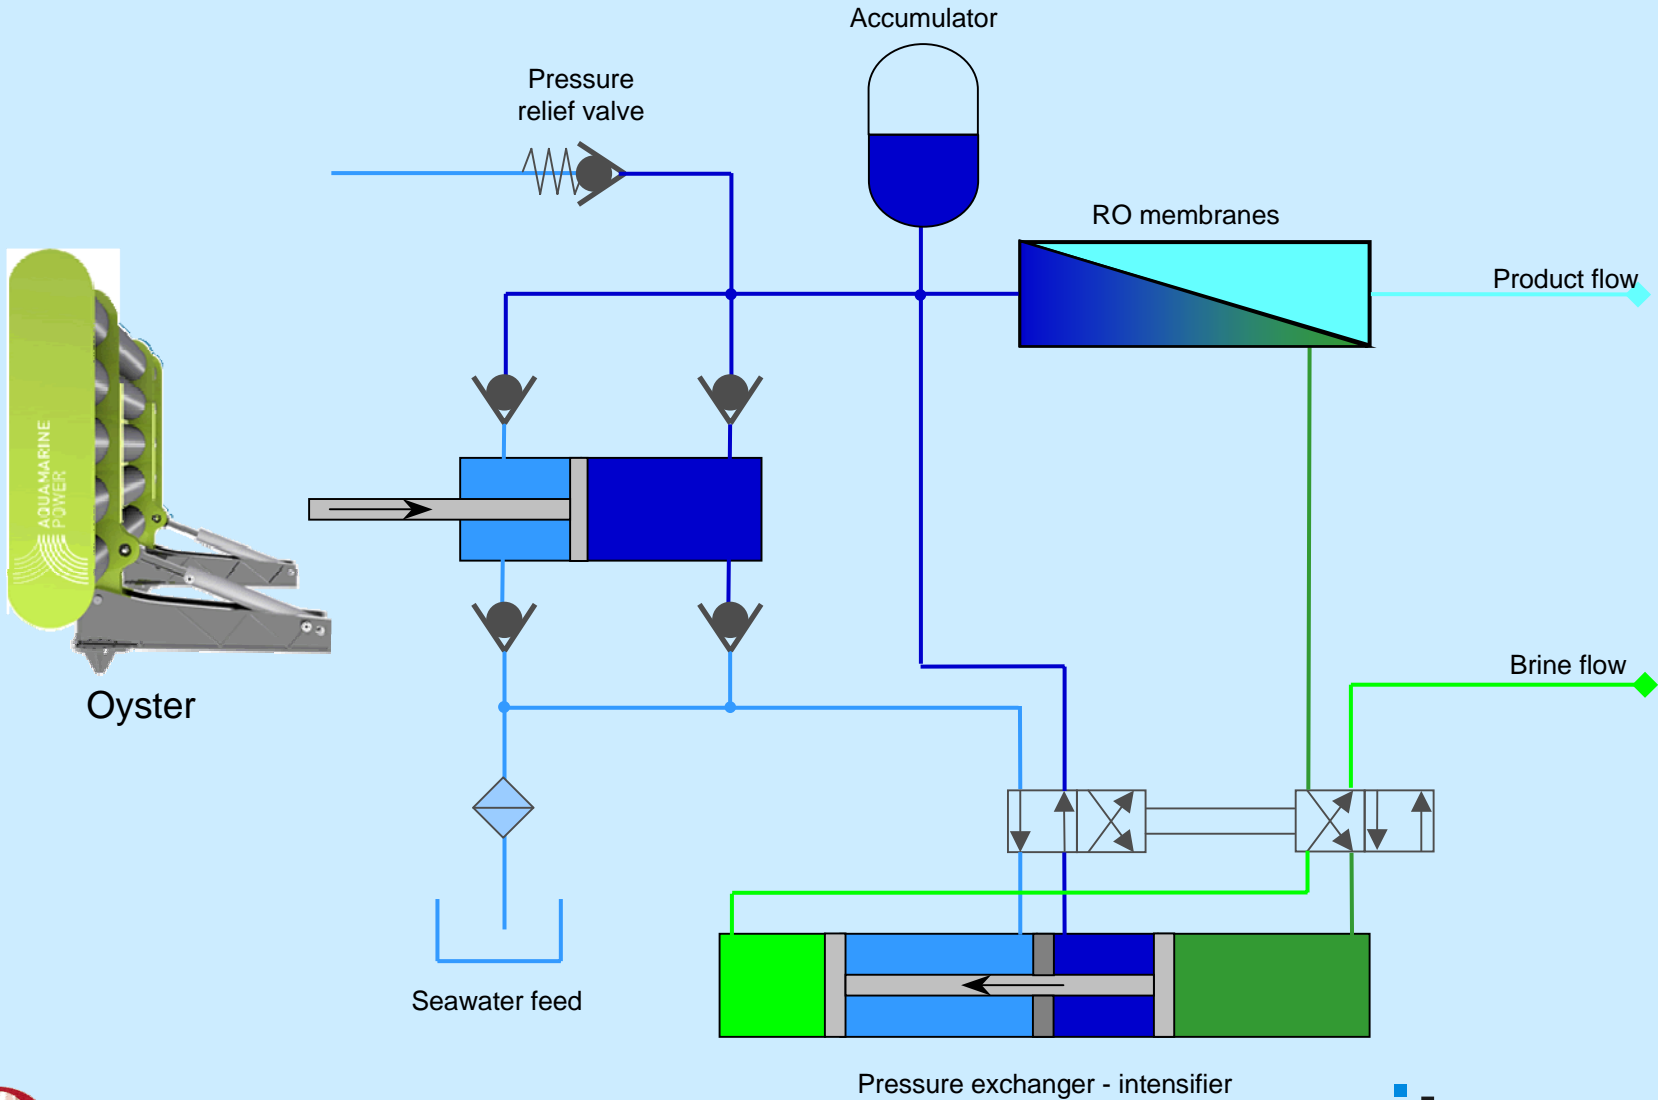 Accumulator
Pressure
relief valve
RO membranes
Product flow
AQUAMARINE
POWER
Oyster
Brine flow
Seawater feed
Pressure exchanger - intensifier